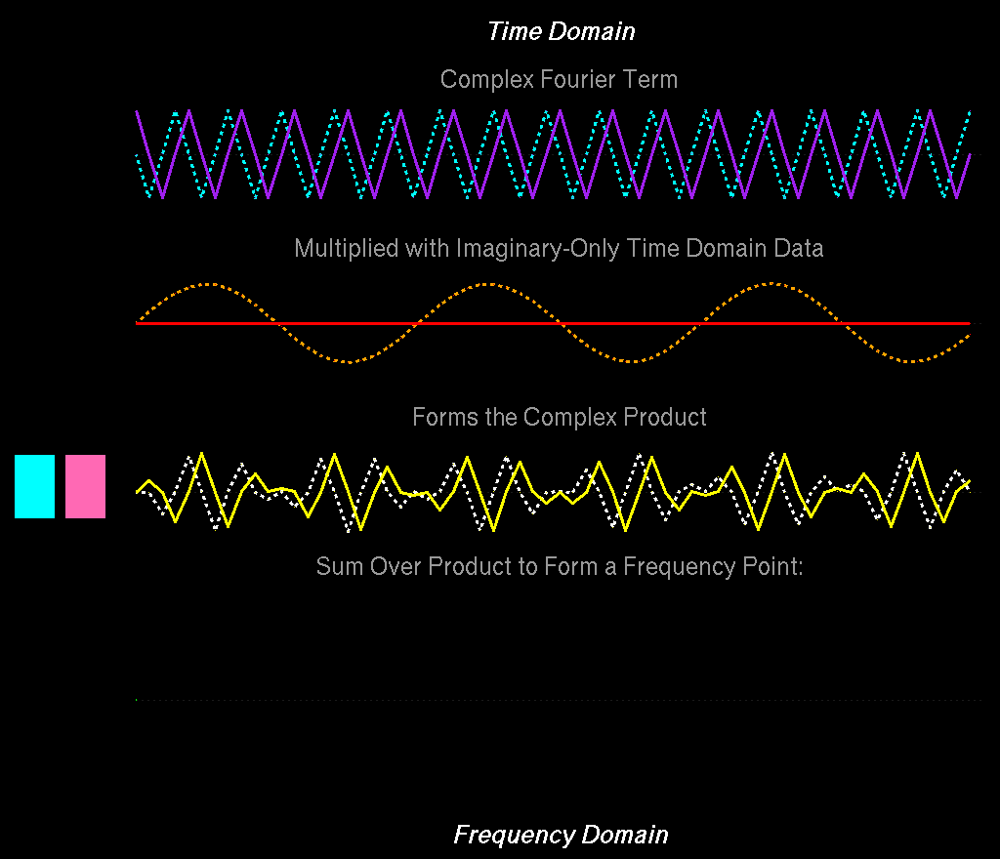 Time Domain
Complex Fourier Term
Multiplied with Imaginary-Only Time Domain Data
Forms the Complex Product
Sum Over Product to Form a Frequency Point:
Frequency Domain